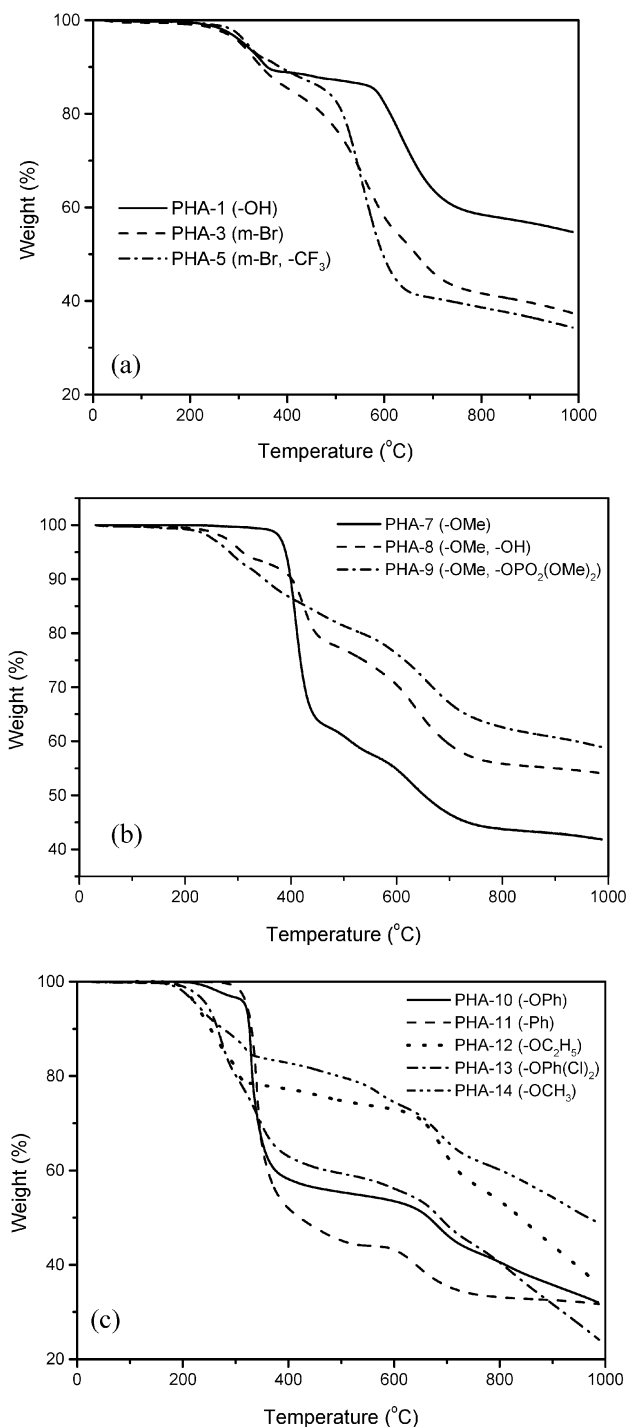 100
80
60
40
20
Weight (%)
PHA-1 (-OH)
PHA-3 (m-Br)
PHA-5 (m-Br, -CF₃)
(a)
0 200 400 600 800 1000
Temperature (°C)
100
90
80
70
60
50
40
Weight (%)
PHA-7 (-OMe)
PHA-8 (-OMe, -OH)
PHA-9 (-OMe, -OPO₂(OMe)₂)
(b)
0 200 400 600 800 1000
Temperature (°C)
100
80
60
40
20
Weight (%)
PHA-10 (-OPh)
PHA-11 (-Ph)
PHA-12 (-OC₂H₅)
PHA-13 (-OPh(Cl)₂)
PHA-14 (-OCH₃)
(c)
0 200 400 600 800 1000
Temperature (°C)